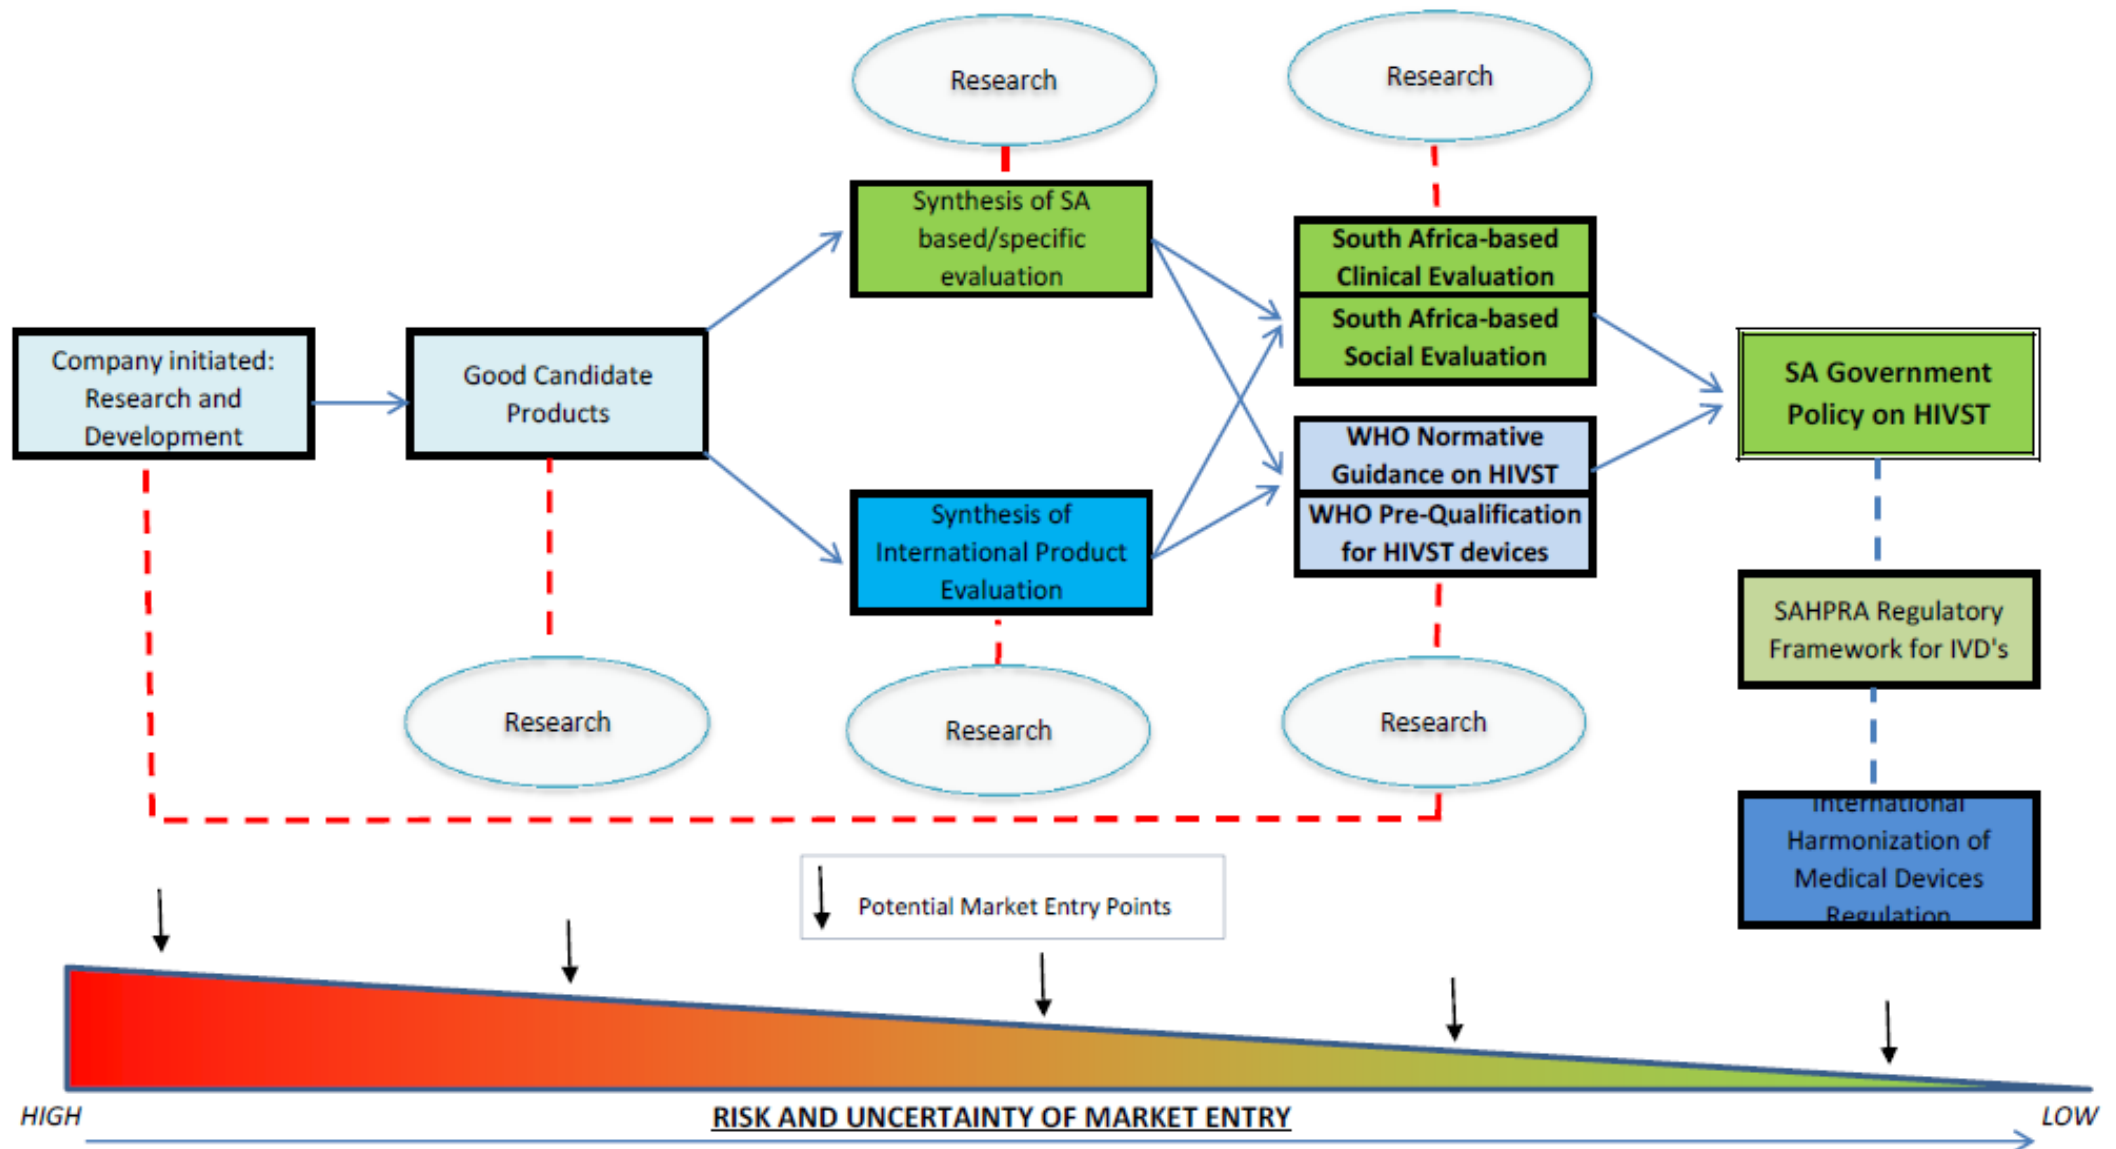 Research
Research
Synthesis of SA
based/specific
evaluation
South Africa-based
Clinical Evaluation
South Africa-based
Social Evaluation
Company initiated:
Research and
Development
Good Candidate
Products
SA Government
Policy on HIVST
WHO Normative
Guidance on HIVST
WHO Pre-Qualification
for HIVST devices
Synthesis of
International Product
Evaluation
SAHPRA Regulatory
Framework for IVD's
Research
Research
Research
International
Harmonization of
Medical Devices
Regulation
Potential Market Entry Points
HIGH
RISK AND UNCERTAINTY OF MARKET ENTRY
LOW